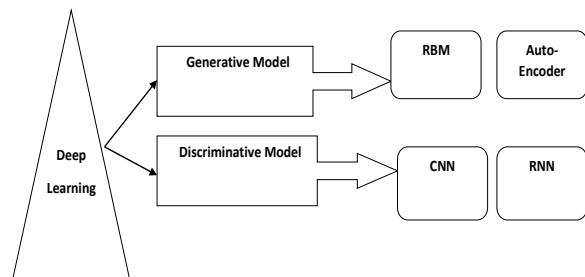 Generative Model
RBM
Auto-
Encoder
Deep
Learning
Discriminative Model
CNN
RNN